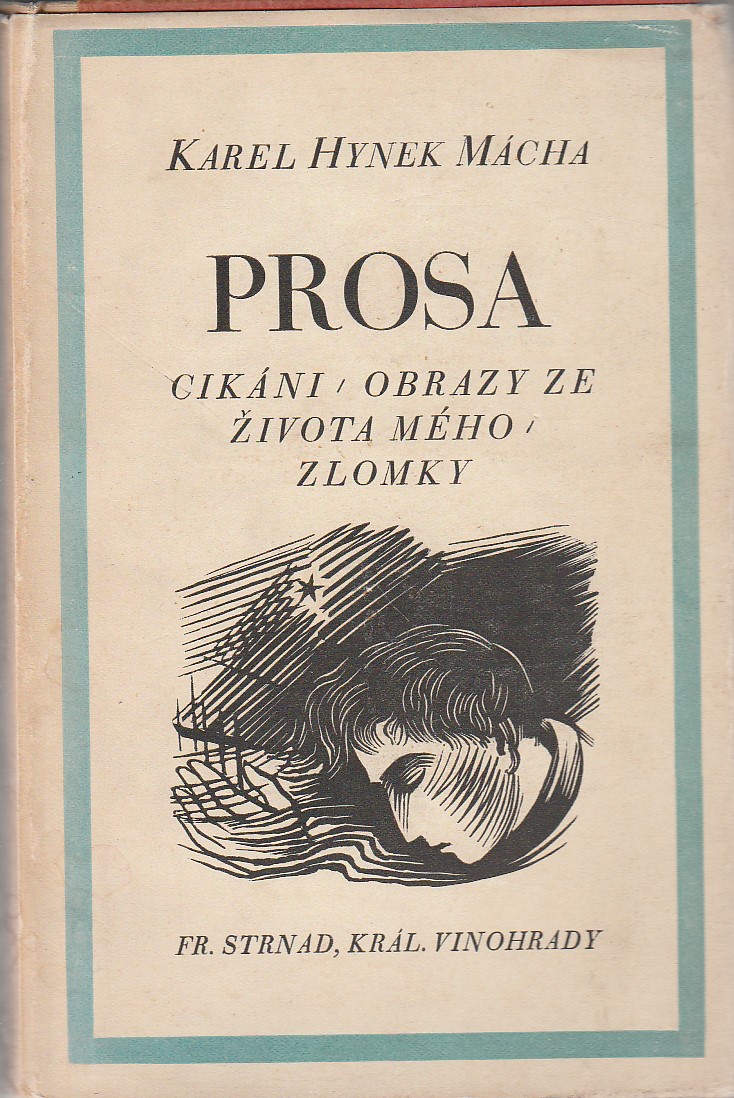 KAREL HYNEK MÁCHA
PROSA
CIKÁNI / OBRAZY ZE
ŽIVOTA MÉHO /
ZLOMKY
FR. STRNAD, KRÁL. VINOHRADY